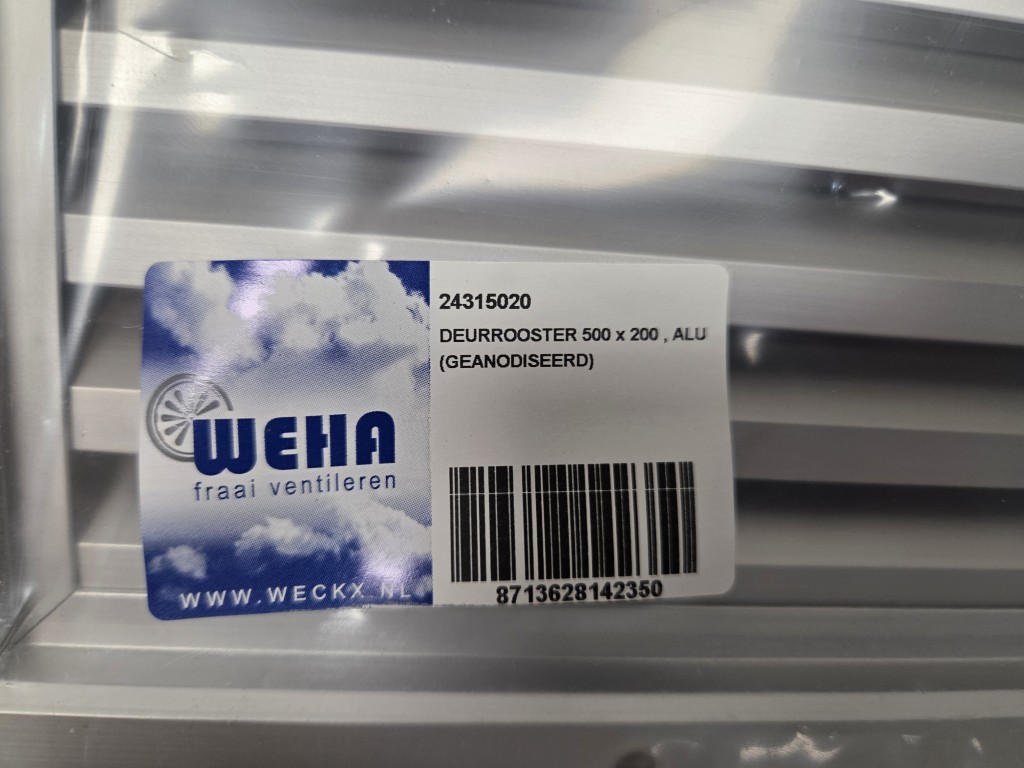 WEHA
fraai ventileren
WWW.WECKX.NL
24315020
DEURROOSTER 500 x 200 , ALU
(GEANODISEERD)
8713628142350